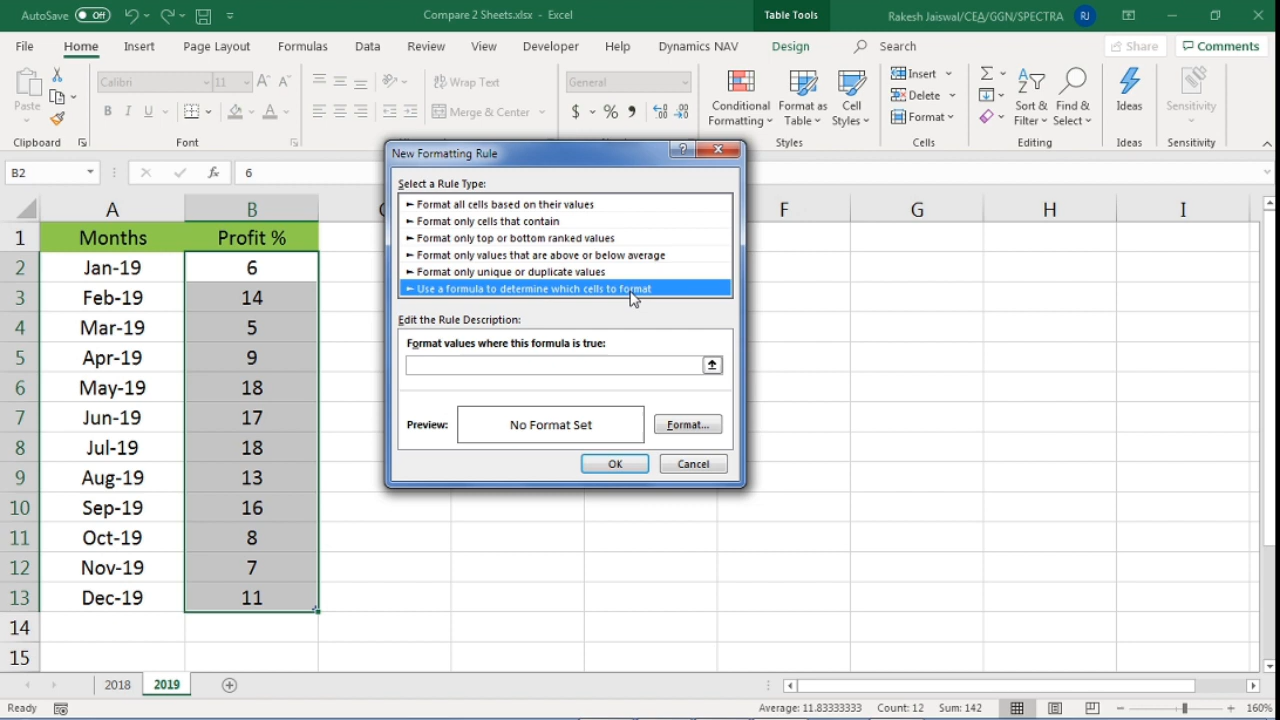 AutoSave Off Compare 2 Sheets.xlsx - Excel Table Tools Rakesh Jaiswal/CEA/GGN/SPECTRA RJ
File Home Insert Page Layout Formulas Data Review View Developer Help Dynamics NAV Design Search Share Comments
Paste Calibri 11 A A Wrap Text General Conditional Formatting Format as Table Cell Styles Insert Σ Sort & Filter Find & Select Ideas Sensitivity
B I U A Merge & Center $ % , Delete
Format
Clipboard Font Styles Cells Editing Ideas Sensitivity
B2 fx 6
A B C F G H I
1 Months Profit %
2 Jan-19 6
3 Feb-19 14
4 Mar-19 5
5 Apr-19 9
6 May-19 18
7 Jun-19 17
8 Jul-19 18
9 Aug-19 13
10 Sep-19 16
11 Oct-19 8
12 Nov-19 7
13 Dec-19 11
14
15
New Formatting Rule ?
Select a Rule Type:
► Format all cells based on their values
► Format only cells that contain
► Format only top or bottom ranked values
► Format only values that are above or below average
► Format only unique or duplicate values
► Use a formula to determine which cells to format
Edit the Rule Description:
Format values where this formula is true:
Preview: No Format Set Format...
OK Cancel
2018 2019
Ready Average: 11.83333333 Count: 12 Sum: 142 160%